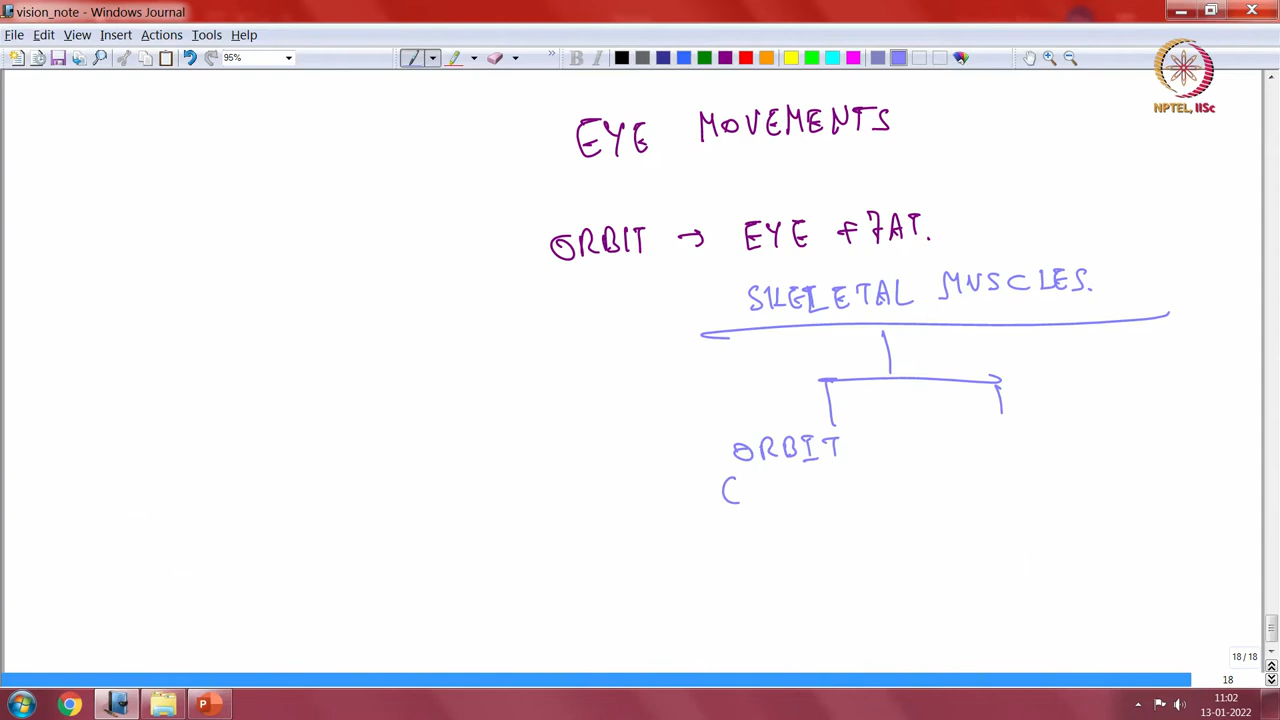 vision_note - Windows Journal
File Edit View Insert Actions Tools Help
95%
B I
NPTEL, IISc
EYE MOVEMENTS
ORBIT → EYE & FAT.
SKELETAL MUSCLES.
ORBIT
(
18 / 18
18
11:02
13-01-2022